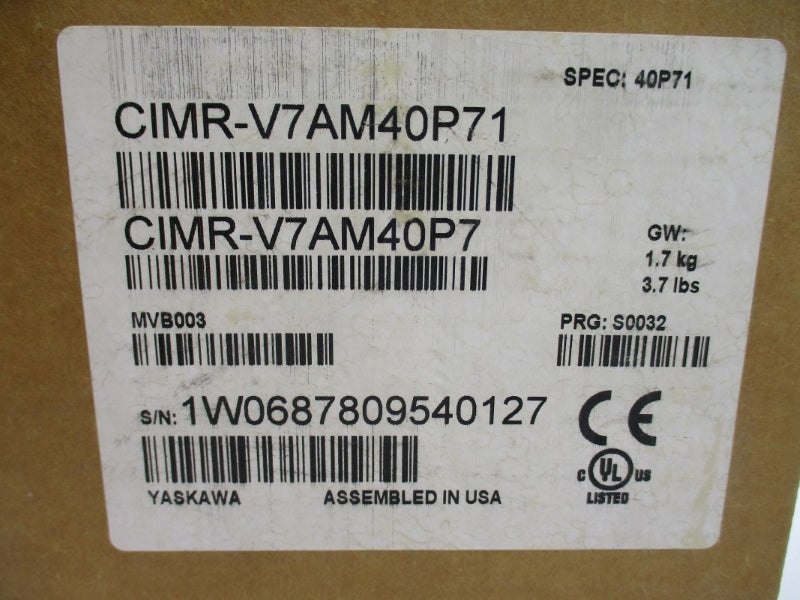 SPEC: 40P71
CIMR-V7AM40P71
CIMR-V7AM40P7
GW:
1.7 kg
3.7 lbs
MVB003
PRG: S0032
S/N: 1W0687809540127
CE
C UL US
LISTED
YASKAWA ASSEMBLED IN USA